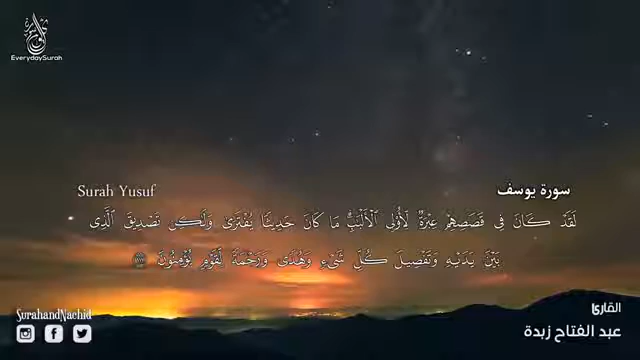 EverydaySurah
Surah Yusuf
سورة يوسف
لَقَدْ كَانَ فِي قَصَصِهِمْ عِبْرَةٌ لِّأُولِي الْأَلْبَٰبِ مَا كَانَ حَدِيثًا يُفْتَرَىٰ وَلَٰكِن تَصْدِيقَ الَّذِي
بَيْنَ يَدَيْهِ وَتَفْصِيلَ كُلِّ شَيْءٍ وَهُدًى وَرَحْمَةً لِّقَوْمٍ يُؤْمِنُونَ ١١١
SurahandNachid
القارئ
عبد الفتاح زبدة